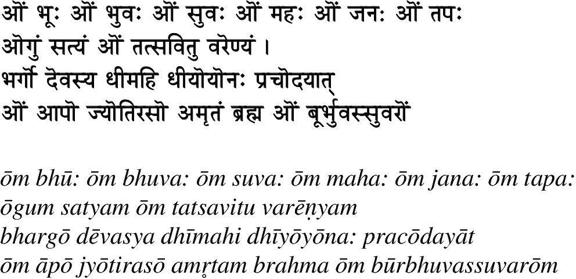 ओं भूः ओं भुवः ओं सुवः ओं महः ओं जनः ओं तपः
ओगुं सत्यं ओं तत्सवितु वरेण्यं ।
भर्गो देवस्य धीमहि धीयोयोनः प्रचोदयात्
ओं आपो ज्योतिरसो अमृतं ब्रह्म ओं बूर्भुवस्सुवरों
ōm bhū: ōm bhuva: ōm suva: ōm maha: ōm jana: ōm tapa:
ōgum satyam ōm tatsavitu varēṇyam
bhargō dēvasya dhīmahi dhīyōyōna: pracōdayāt
ōm āpō jyōtirasō amr̥tam brahma ōm būrbhuvassuvarōm